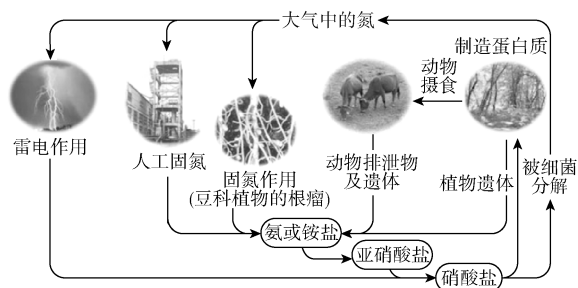 大气中的氮
制造蛋白质
动物
摄食
雷电作用
人工固氮
固氮作用
(豆科植物的根瘤)
动物排泄物
及遗体
植物遗体
被细菌
分解
氨或铵盐
亚硝酸盐
硝酸盐